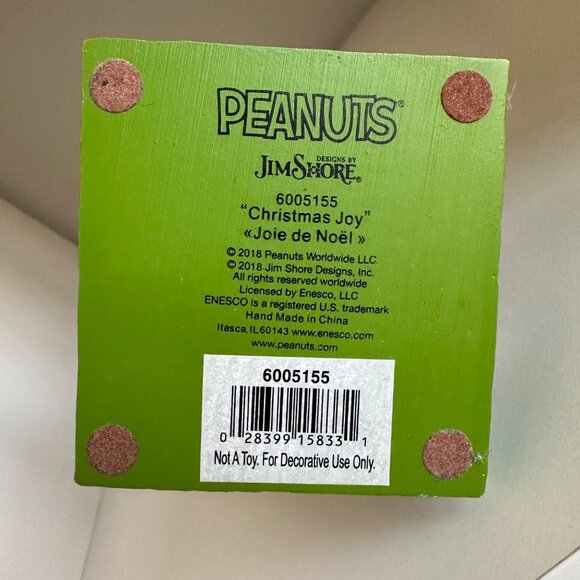 PEANUTS®
DESIGNS BY
JIM SHORE®
6005155
“Christmas Joy”
«Joie de Noël »
© 2018 Peanuts Worldwide LLC.
© 2018 Jim Shore Designs, Inc.
All rights reserved worldwide
Licensed by Enesco, LLC
ENESCO is a registered U.S. trademark
Hand Made in China
Itasca,IL60143 www.enesco.com
www.peanuts.com
6005155
0 28399 15833 1
Not A Toy. For Decorative Use Only.